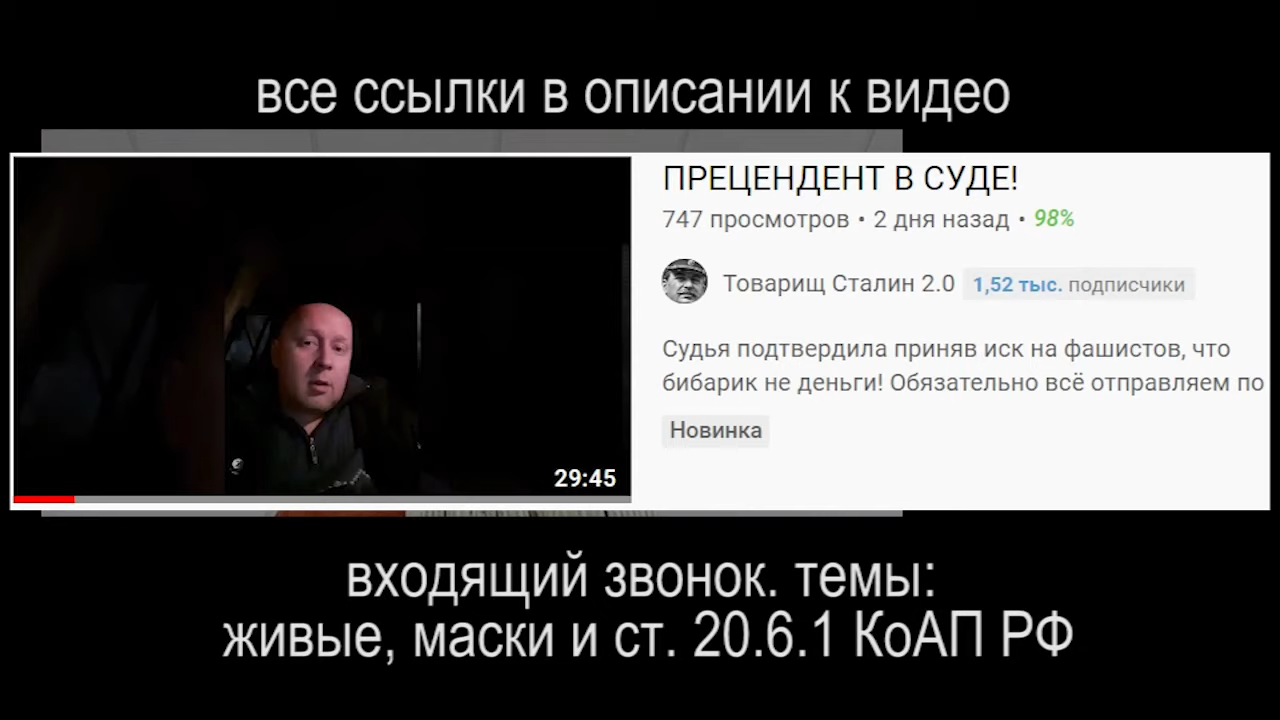 все ссылки в описании к видео
ПРЕЦЕНДЕНТ В СУДЕ!
747 просмотров • 2 дня назад • 98%
Товарищ Сталин 2.0 1,52 тыс. подписчики
Судья подтвердила приняв иск на фашистов, что
бибарик не деньги! Обязательно всё отправляем по
Новинка
29:45
входящий звонок. темы:
живые, маски и ст. 20.6.1 КоАП РФ